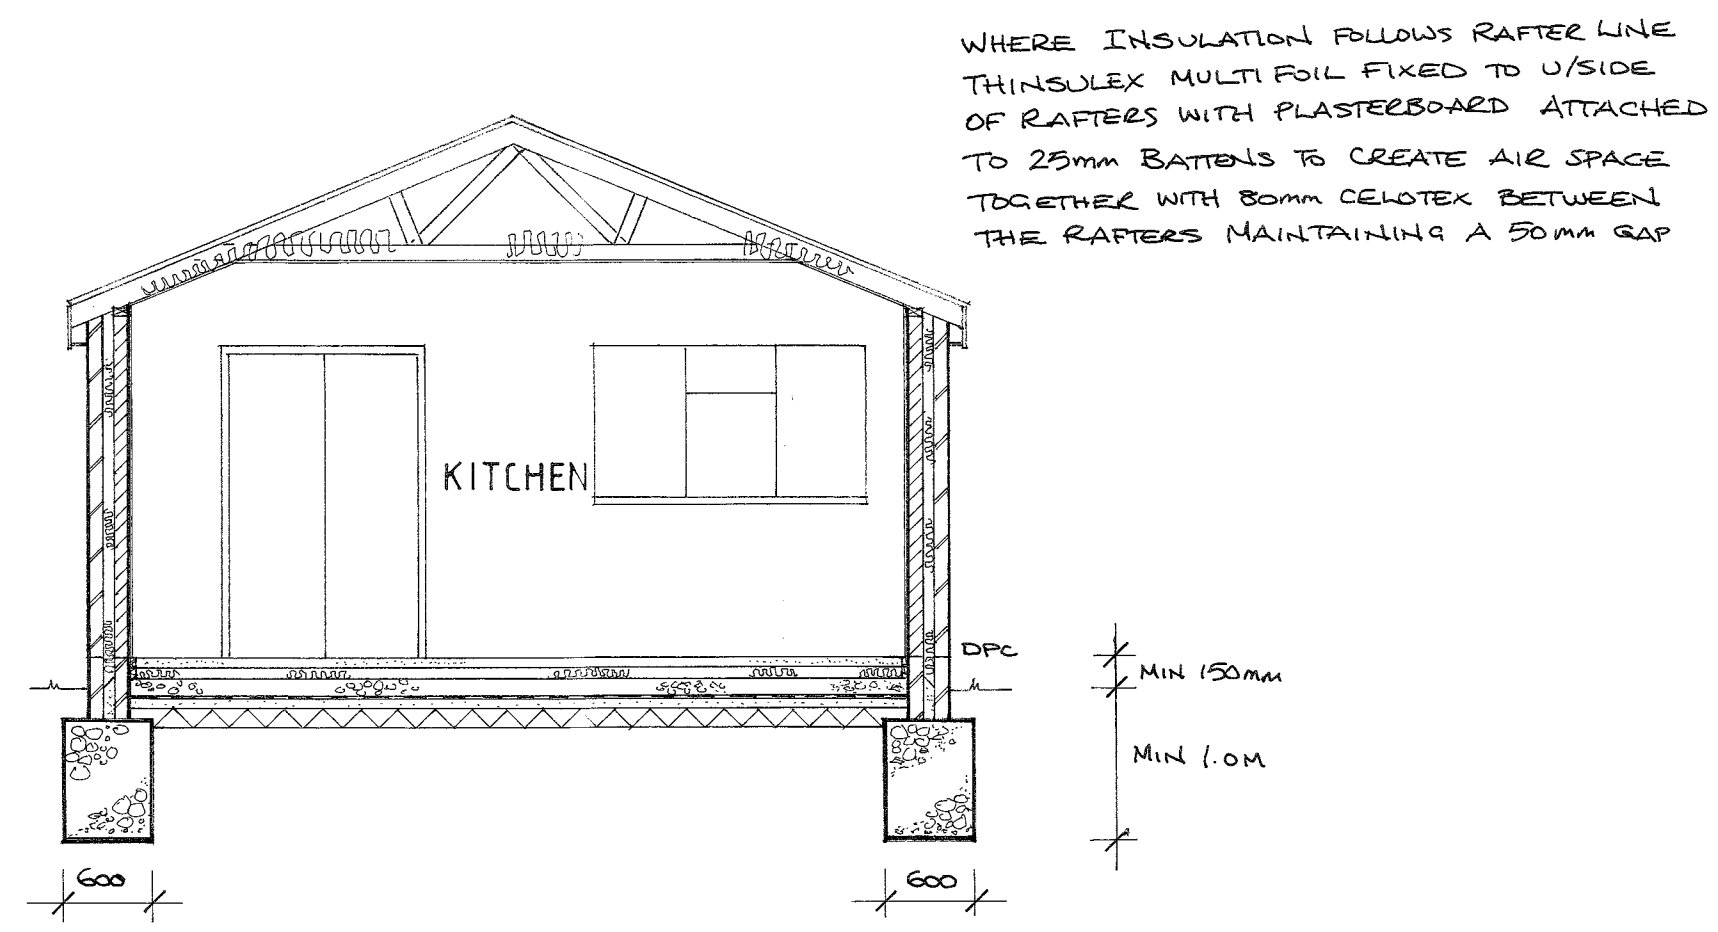 WHERE INSULATION FOLLOWS RAFTER LINE
THINSULEX MULTI FOIL FIXED TO U/SIDE
OF RAFTERS WITH PLASTERBOARD ATTACHED
TO 25mm BATTENS TO CREATE AIR SPACE
TOGETHER WITH 80mm CELOTEX BETWEEN
THE RAFTERS MAINTAINING A 50mm GAP
KITCHEN
DPC
MIN 150mm
MIN 1.0M
600
600